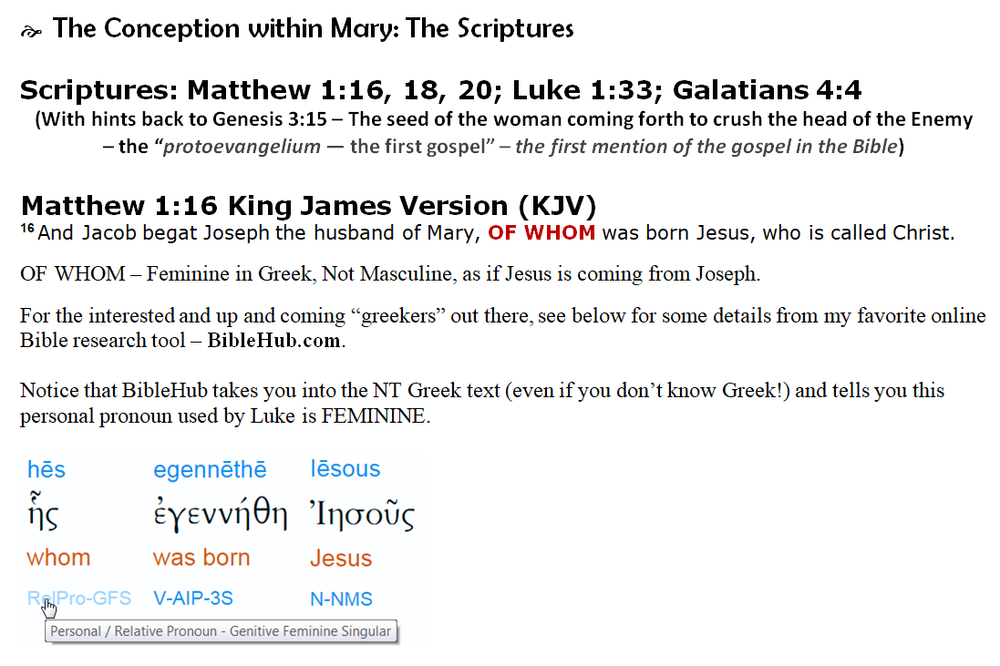 The Conception within Mary: The Scriptures
Scriptures: Matthew 1:16, 18, 20; Luke 1:33; Galatians 4:4
(With hints back to Genesis 3:15 – The seed of the woman coming forth to crush the head of the Enemy
– the “protoevangelium — the first gospel” – the first mention of the gospel in the Bible)
Matthew 1:16 King James Version (KJV)
16 And Jacob begat Joseph the husband of Mary, OF WHOM was born Jesus, who is called Christ.
OF WHOM – Feminine in Greek, Not Masculine, as if Jesus is coming from Joseph.
For the interested and up and coming “greekers” out there, see below for some details from my favorite online
Bible research tool – BibleHub.com.
Notice that BibleHub takes you into the NT Greek text (even if you don’t know Greek!) and tells you this
personal pronoun used by Luke is FEMININE.
hēs egennēthē Iēsous
ἧς ἐγεννήθη Ἰησοῦς
whom was born Jesus
RelPro-GFS V-AIP-3S N-NMS
Personal / Relative Pronoun - Genitive Feminine Singular